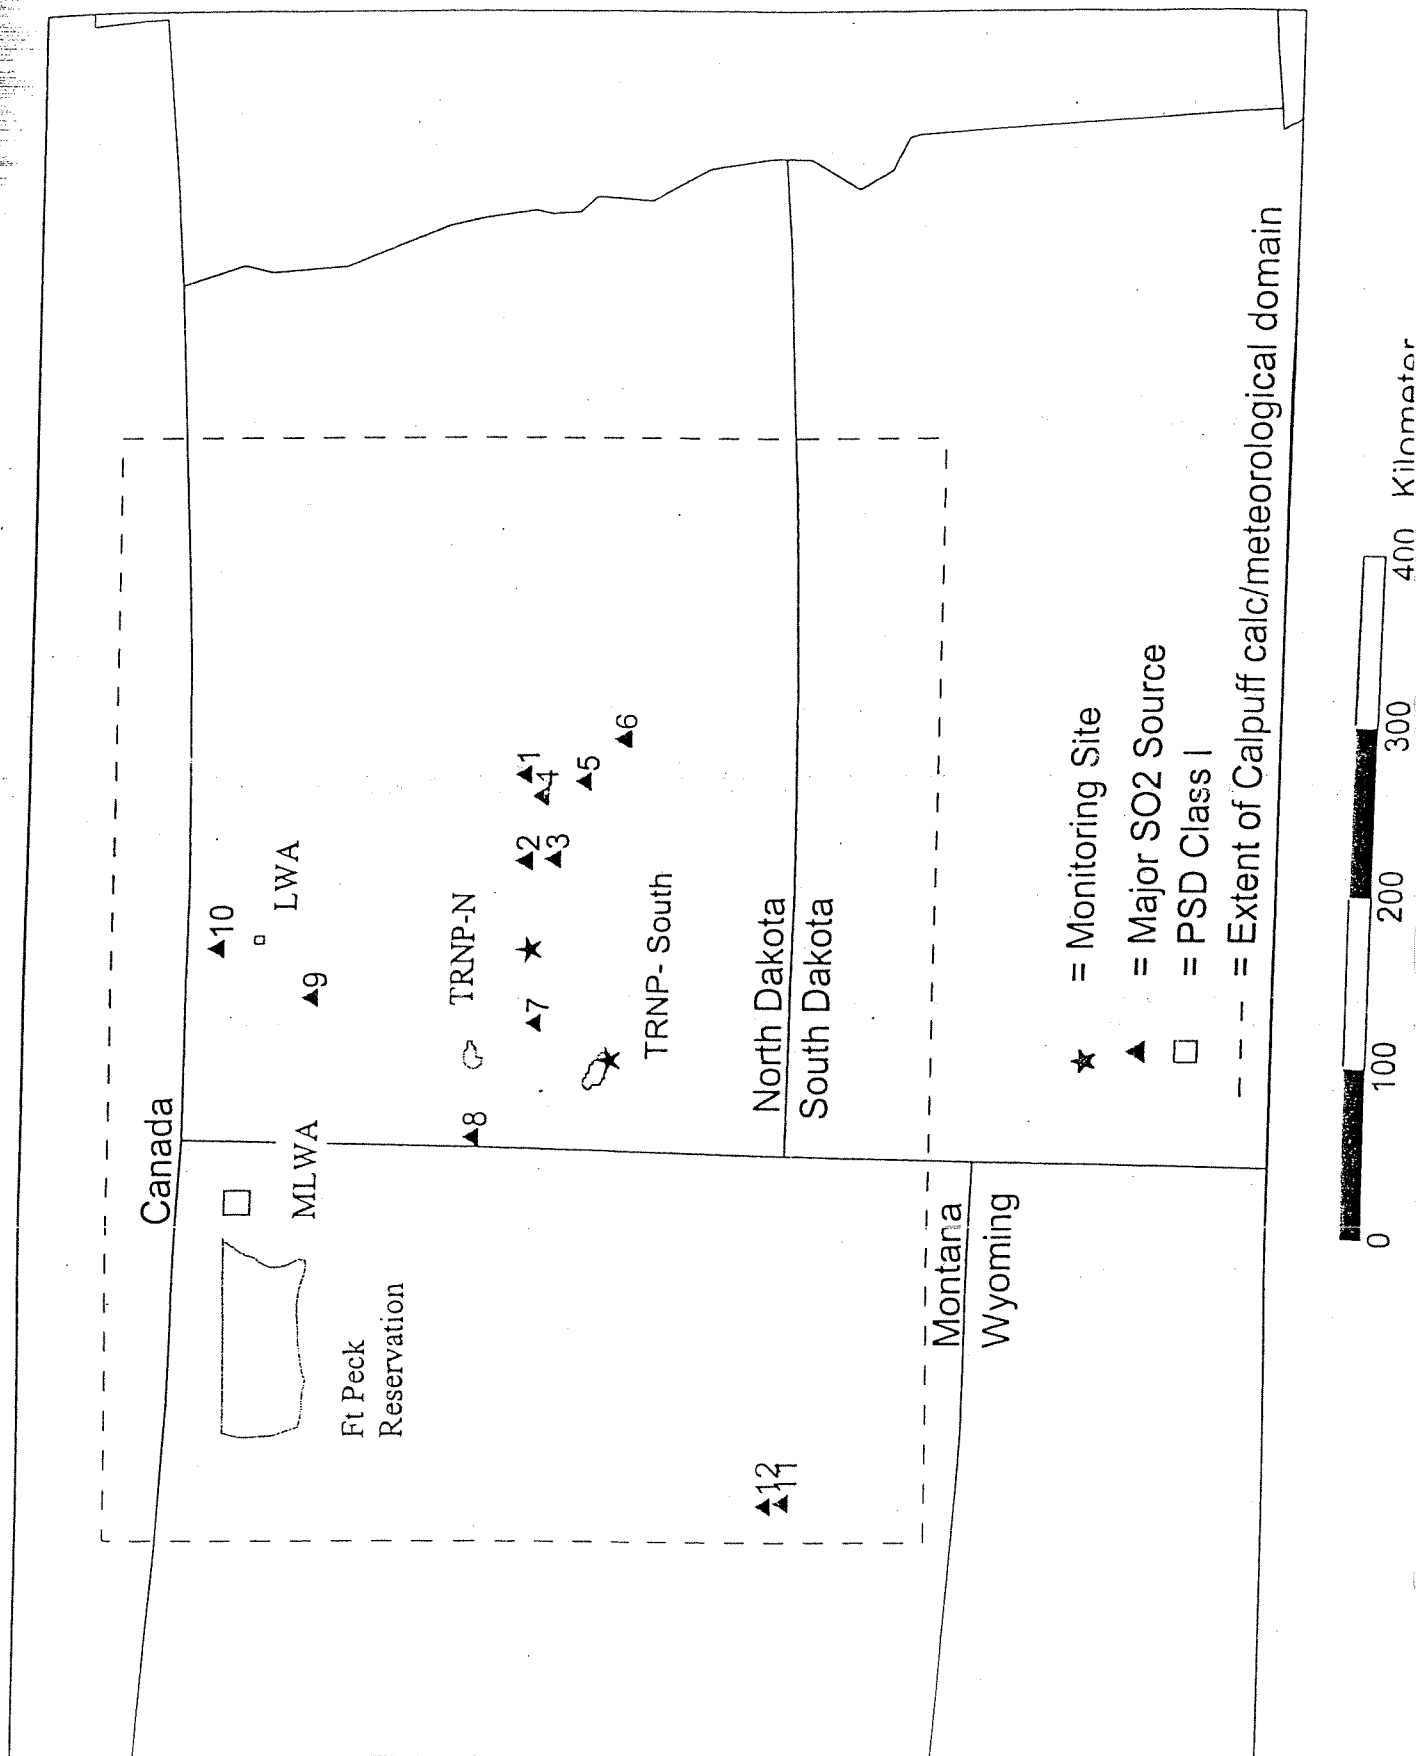 Canada
10
LWA
9
MLWA
Ft Peck
Reservation
TRNP-N
8
7
2
3
1
4
5
6
TRNP- South
North Dakota
South Dakota
12
11
Montana
Wyoming
= Monitoring Site
= Major SO2 Source
= PSD Class I
- - - = Extent of Calpuff calc/meteorological domain
0 100 200 300 400 Kilometer